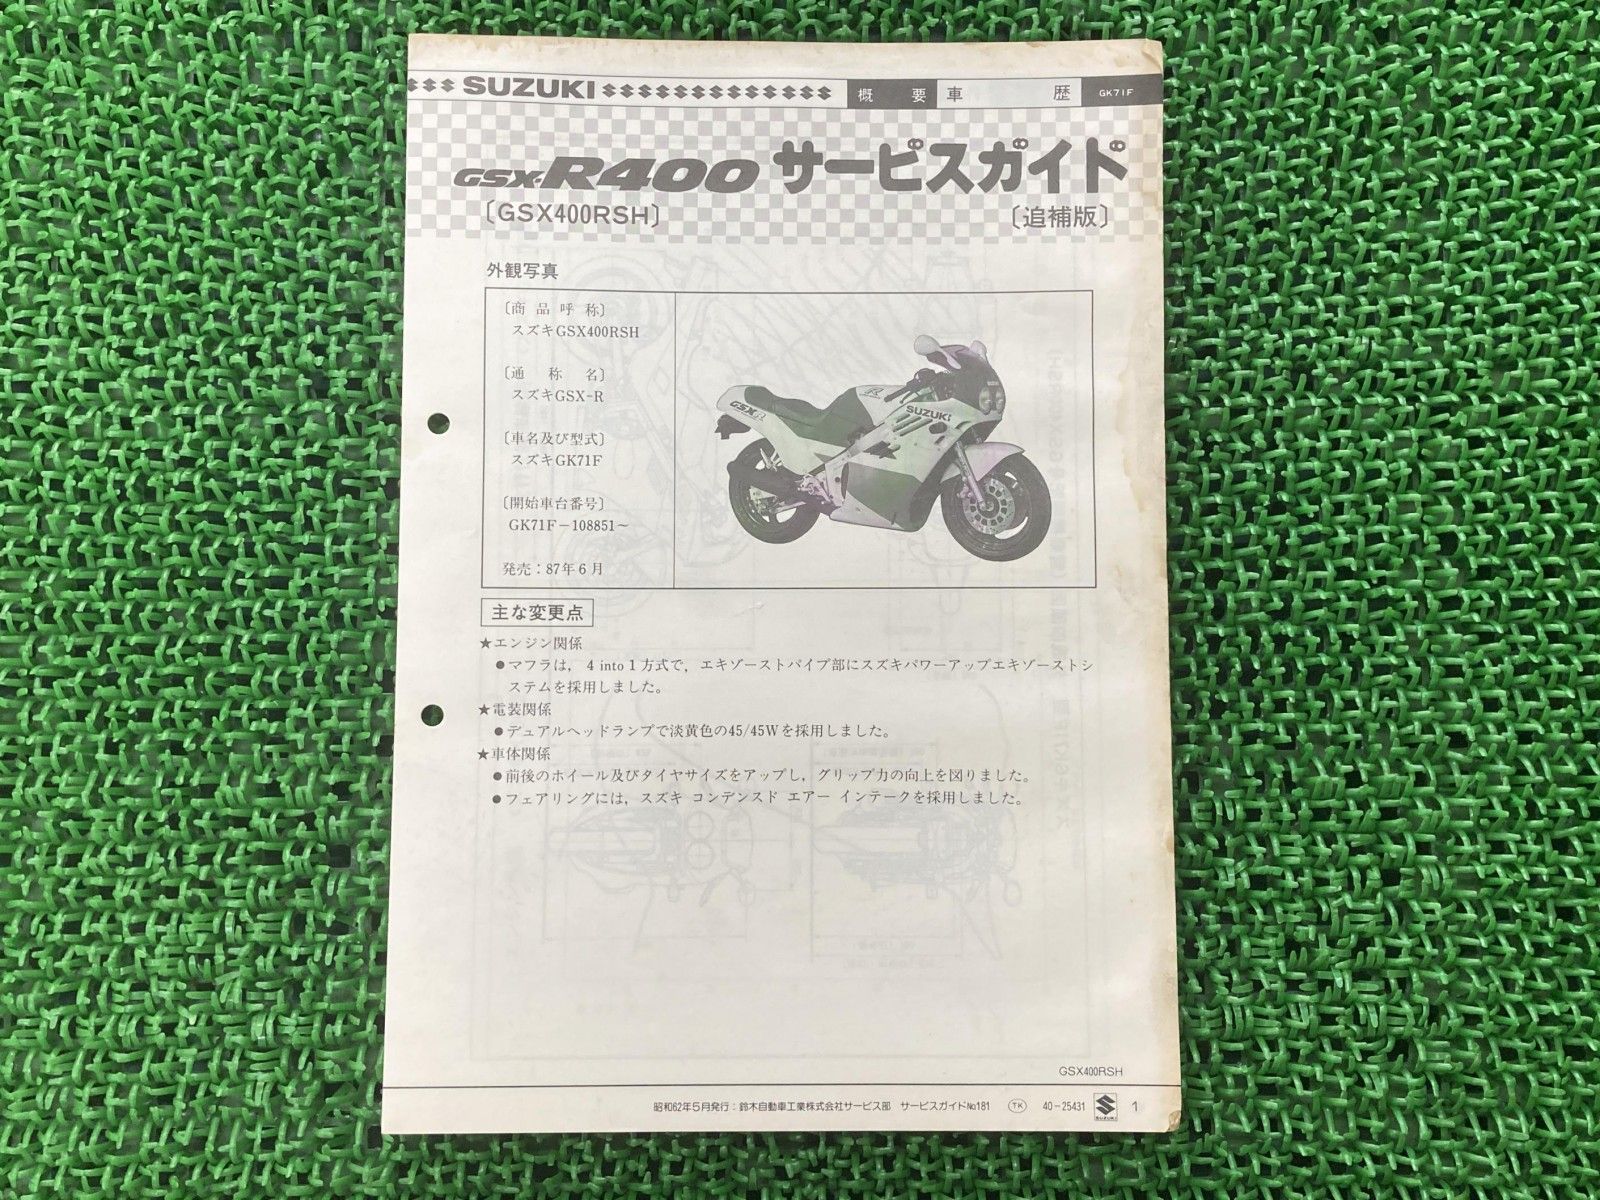 SUZUKI 概要 車歴 GK71F
GSX-R400 サービスガイド
〔GSX400RSH〕 〔追補版〕
外観写真
〔商品呼称〕
スズキGSX400RSH
〔通称名〕
スズキGSX-R
〔車名及び型式〕
スズキGK71F
〔開始車台番号〕
GK71F－108851～
発売：87年6月
GSX-R
R
SUZUKI
主な変更点
★エンジン関係
●マフラは，4 into 1方式で，エキゾーストパイプ部にスズキパワーアップエキゾーストシ
ステムを採用しました。
★電装関係
●デュアルヘッドランプで淡黄色の45/45Wを採用しました。
★車体関係
●前後のホイール及びタイヤサイズをアップし，グリップ力の向上を図りました。
●フェアリングには，スズキ コンデンスド エアー インテークを採用しました。
GSX400RSH
昭和62年5月発行：鈴木自動車工業株式会社サービス部 サービスガイドNo181 TK 40-25431 SUZUKI 1